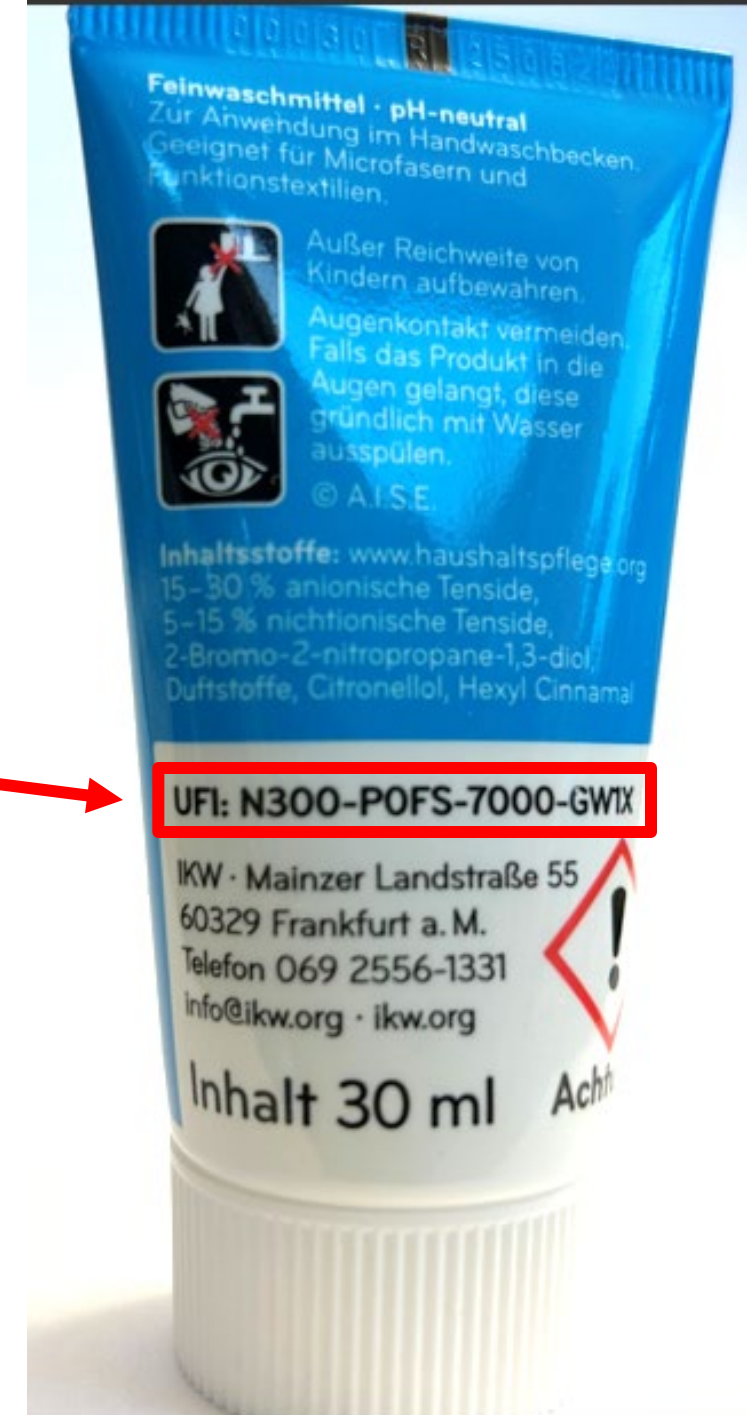 Feinwaschmittel · pH-neutral
Zur Anwendung im Handwaschbecken.
Geeignet für Microfasern und
Funktionstextilien.
Außer Reichweite von
Kindern aufbewahren.
Augenkontakt vermeiden.
Falls das Produkt in die
Augen gelangt, diese
gründlich mit Wasser
ausspülen.
© A.I.S.E.
Inhaltsstoffe: www.haushaltspflege.org
15–30 % anionische Tenside,
5–15 % nichtionische Tenside,
2-Bromo-2-nitropropane-1,3-diol,
Duftstoffe, Citronellol, Hexyl Cinnamal
UFI: N300-P0FS-7000-GW1X
IKW · Mainzer Landstraße 55
60329 Frankfurt a. M.
Telefon 069 2556-1331
info@ikw.org · ikw.org
Inhalt 30 ml